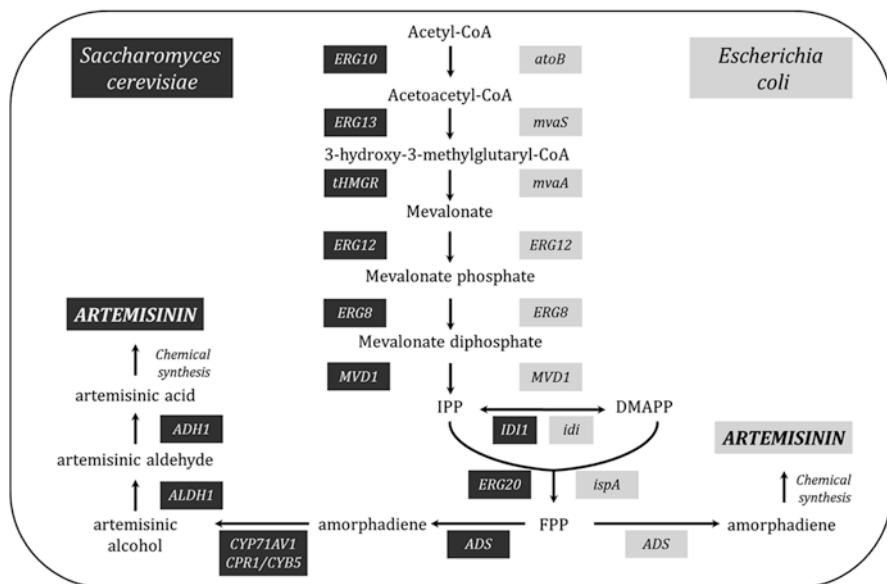 Acetyl-CoA
Saccharomyces
cerevisiae
Escherichia
coli
ERG10
atoB
Acetoacetyl-CoA
ERG13
mvaS
3-hydroxy-3-methylglutaryl-CoA
tHMGR
mvaA
Mevalonate
ERG12
ERG12
Mevalonate phosphate
ARTEMISININ
ERG8
ERG8
Chemical
synthesis
Mevalonate diphosphate
MVD1
MVD1
artemisinic acid
IPP
DMAPP
ADH1
IDI1
idi
ARTEMISININ
artemisinic aldehyde
ERG20
ispA
Chemical
synthesis
ALDH1
artemisinic
alcohol
amorphadiene
FPP
amorphadiene
CYP71AV1
CPR1/CYB5
ADS
ADS